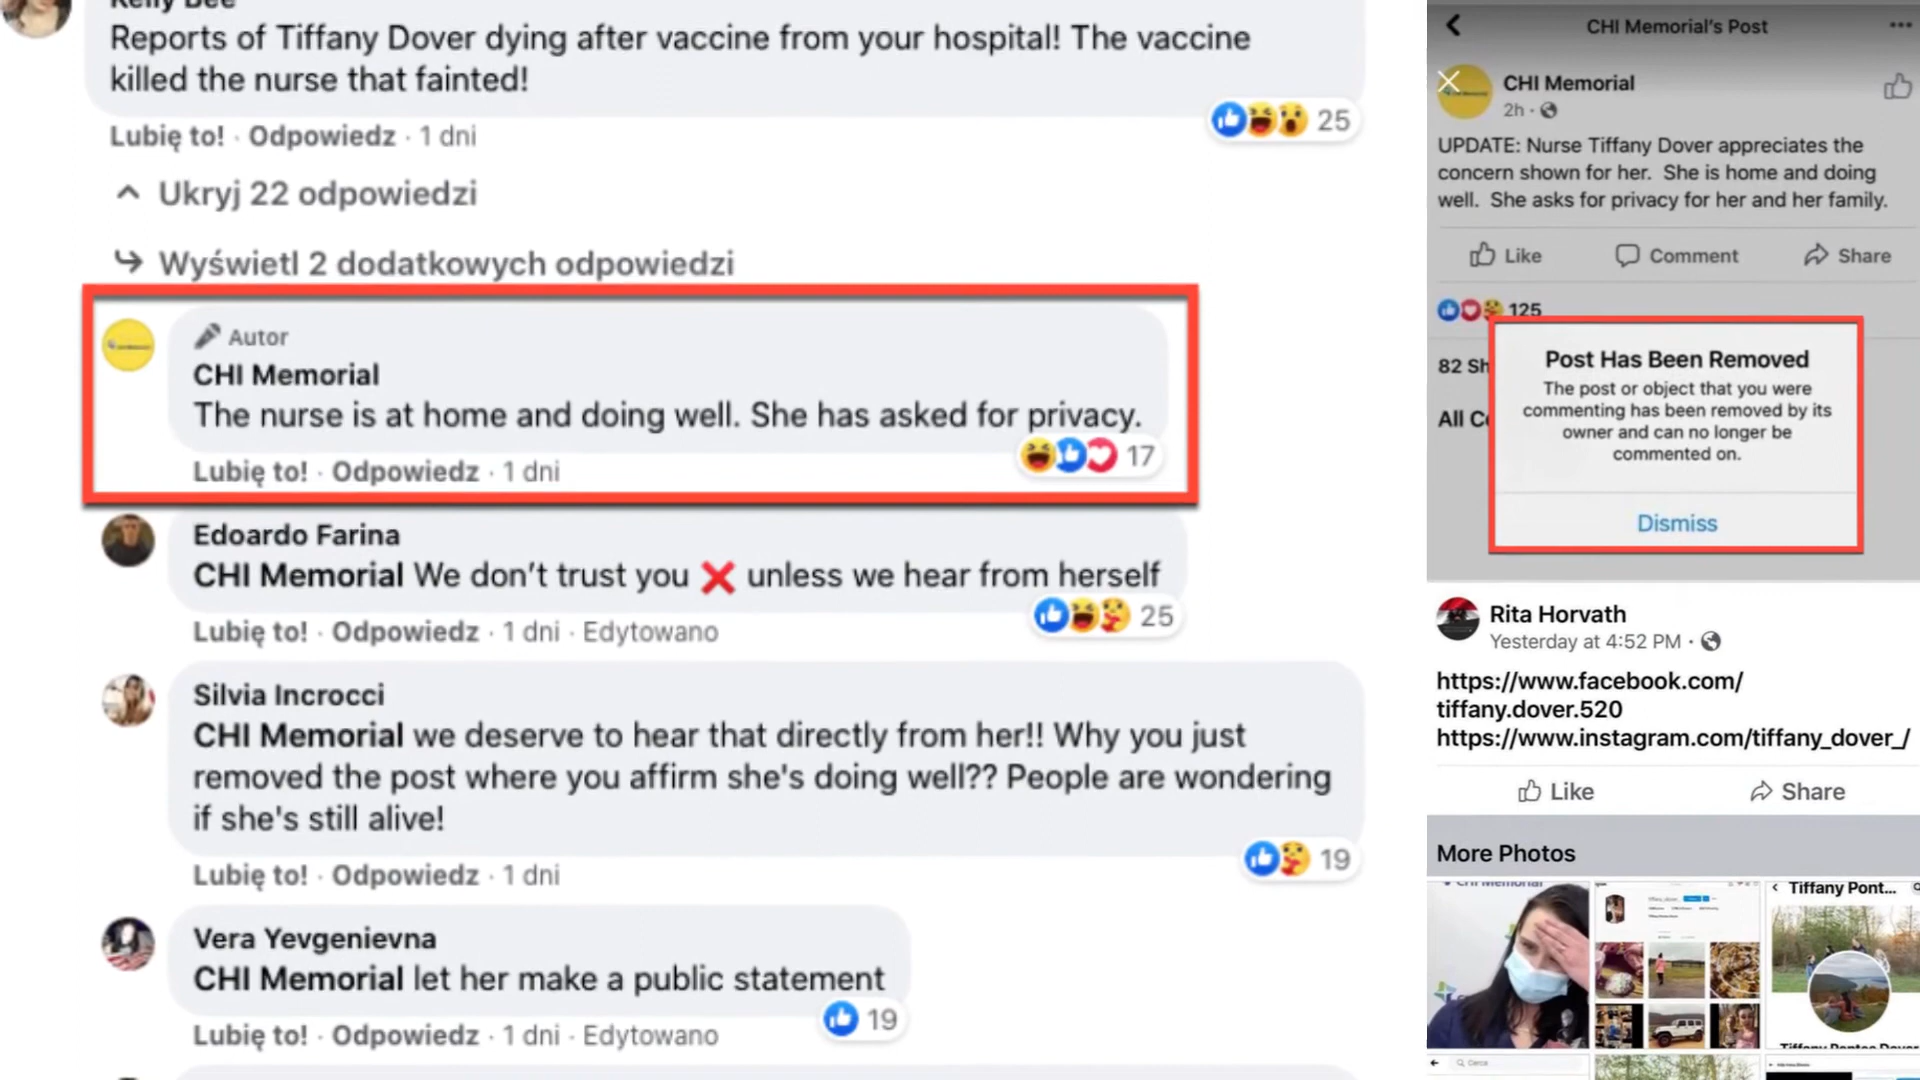 Kelly Dee
Reports of Tiffany Dover dying after vaccine from your hospital! The vaccine
killed the nurse that fainted!
25
Lubię to! · Odpowiedz · 1 dni
Ukryj 22 odpowiedzi
Wyświetl 2 dodatkowych odpowiedzi
Autor
CHI Memorial
The nurse is at home and doing well. She has asked for privacy.
17
Lubię to! · Odpowiedz · 1 dni
Edoardo Farina
CHI Memorial We don't trust you ❌ unless we hear from herself
25
Lubię to! · Odpowiedz · 1 dni · Edytowano
Silvia Incrocci
CHI Memorial we deserve to hear that directly from her!! Why you just
removed the post where you affirm she's doing well?? People are wondering
if she's still alive!
19
Lubię to! · Odpowiedz · 1 dni
Vera Yevgenievna
CHI Memorial let her make a public statement
19
Lubię to! · Odpowiedz · 1 dni · Edytowano
CHI Memorial's Post
CHI Memorial
2h ·
UPDATE: Nurse Tiffany Dover appreciates the
concern shown for her. She is home and doing
well. She asks for privacy for her and her family.
Like Comment Share
125
82 Sh
All Co
Post Has Been Removed
The post or object that you were
commenting has been removed by its
owner and can no longer be
commented on.
Dismiss
Rita Horvath
Yesterday at 4:52 PM ·
https://www.facebook.com/
tiffany.dover.520
https://www.instagram.com/tiffany_dover_/
Like Share
More Photos
CHI Memorial
Tiffany Pont...
Tiffany Pontes Dover
Cerca